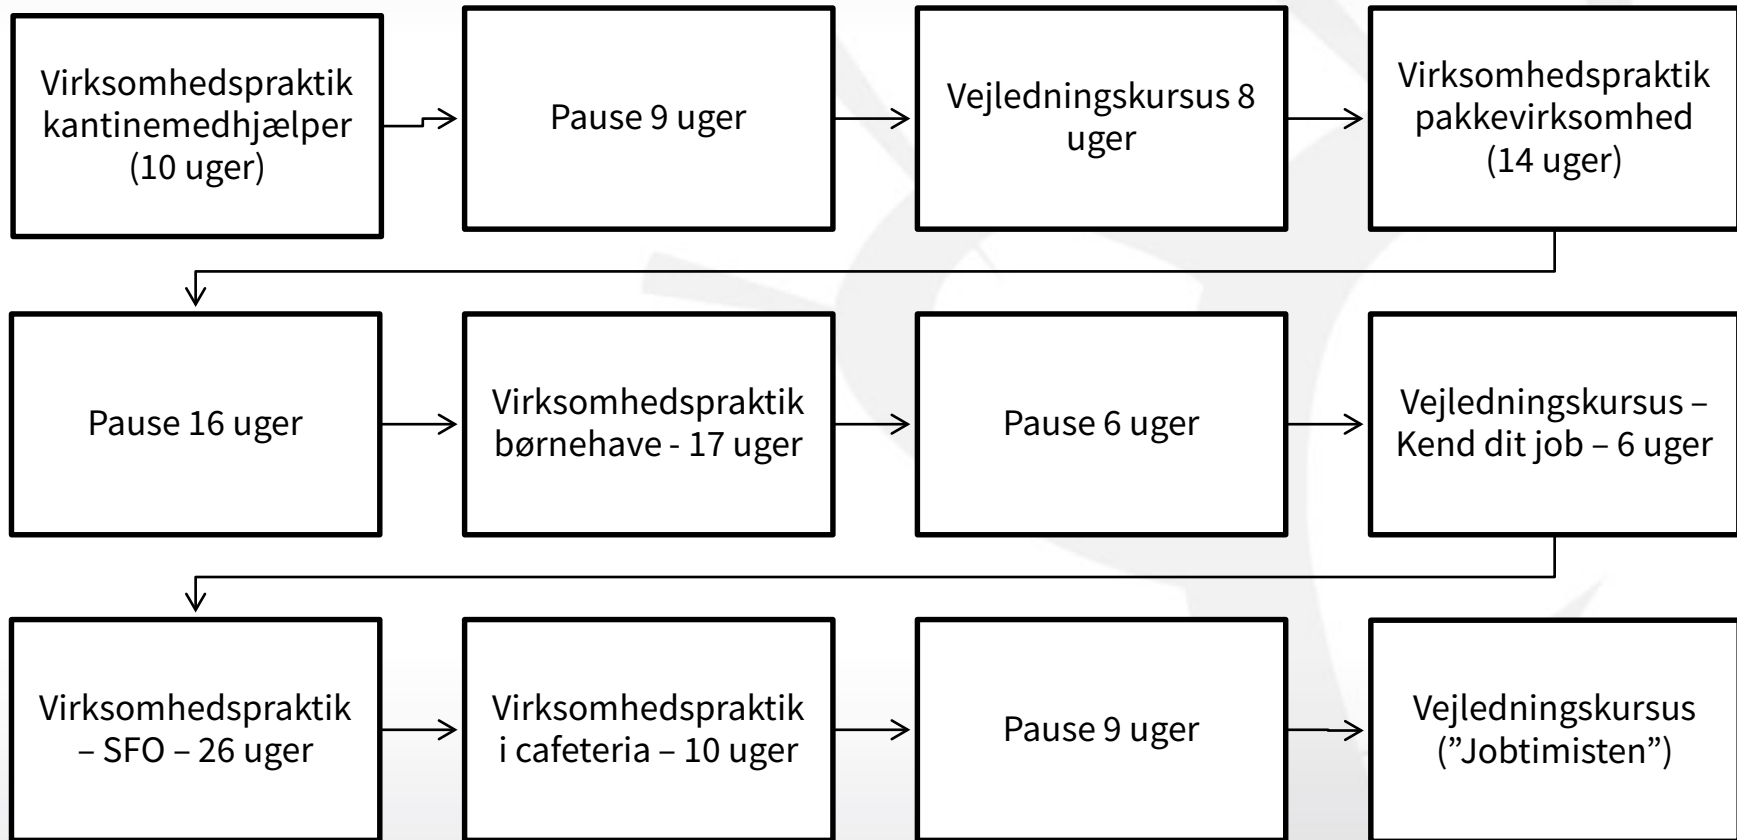 Virksomhedspraktik
kantinemedhjælper
(10 uger)
Pause 9 uger
Vejledningskursus 8
uger
Virksomhedspraktik
pakkevirksomhed
(14 uger)
Pause 16 uger
Virksomhedspraktik
børnehave - 17 uger
Pause 6 uger
Vejledningskursus –
Kend dit job – 6 uger
Virksomhedspraktik
– SFO – 26 uger
Virksomhedspraktik
i cafeteria – 10 uger
Pause 9 uger
Vejledningskursus
(”Jobtimisten”)